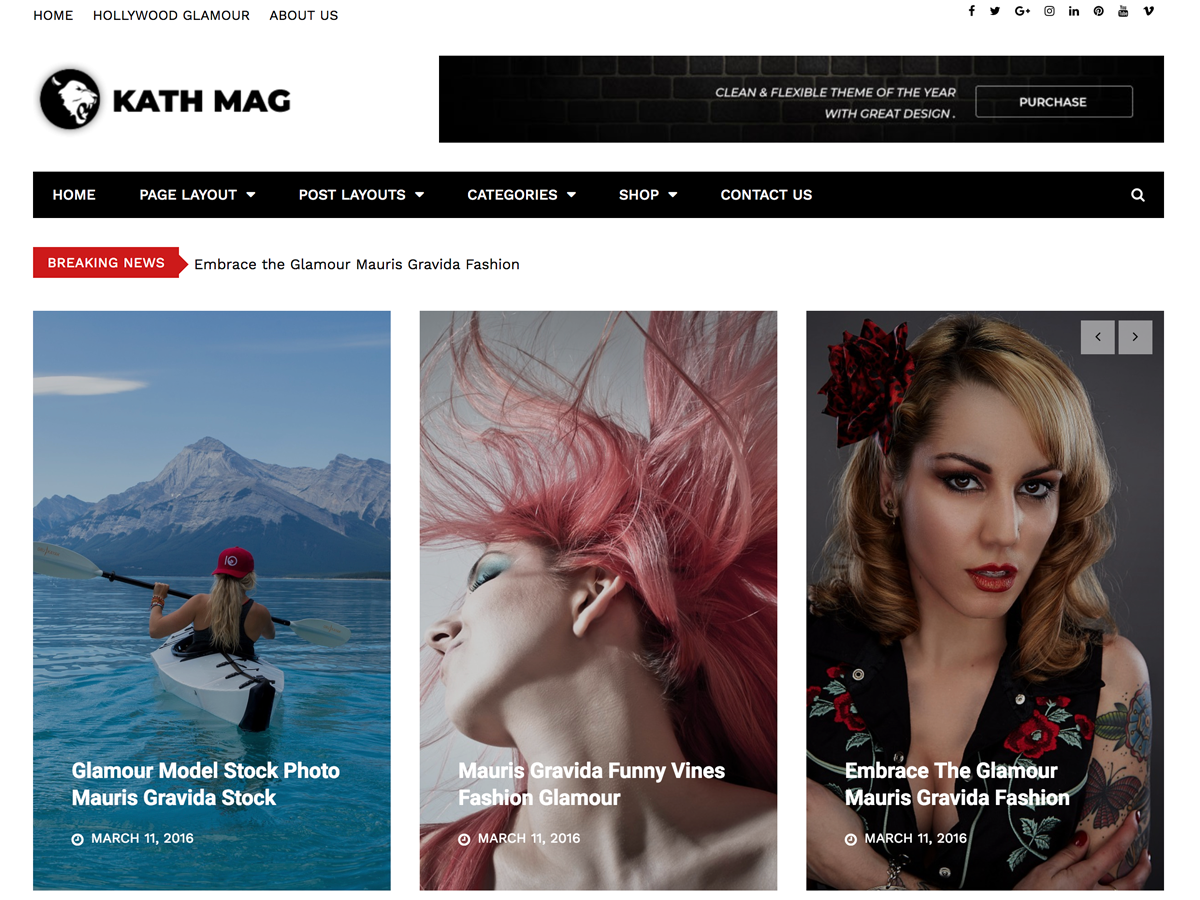 HOME HOLLYWOOD GLAMOUR ABOUT US
KATH MAG
CLEAN & FLEXIBLE THEME OF THE YEAR
WITH GREAT DESIGN .
PURCHASE
HOME PAGE LAYOUT POST LAYOUTS CATEGORIES SHOP CONTACT US
BREAKING NEWS Embrace the Glamour Mauris Gravida Fashion
Glamour Model Stock Photo
Mauris Gravida Stock
MARCH 11, 2016
Mauris Gravida Funny Vines
Fashion Glamour
MARCH 11, 2016
Embrace The Glamour
Mauris Gravida Fashion
MARCH 11, 2016